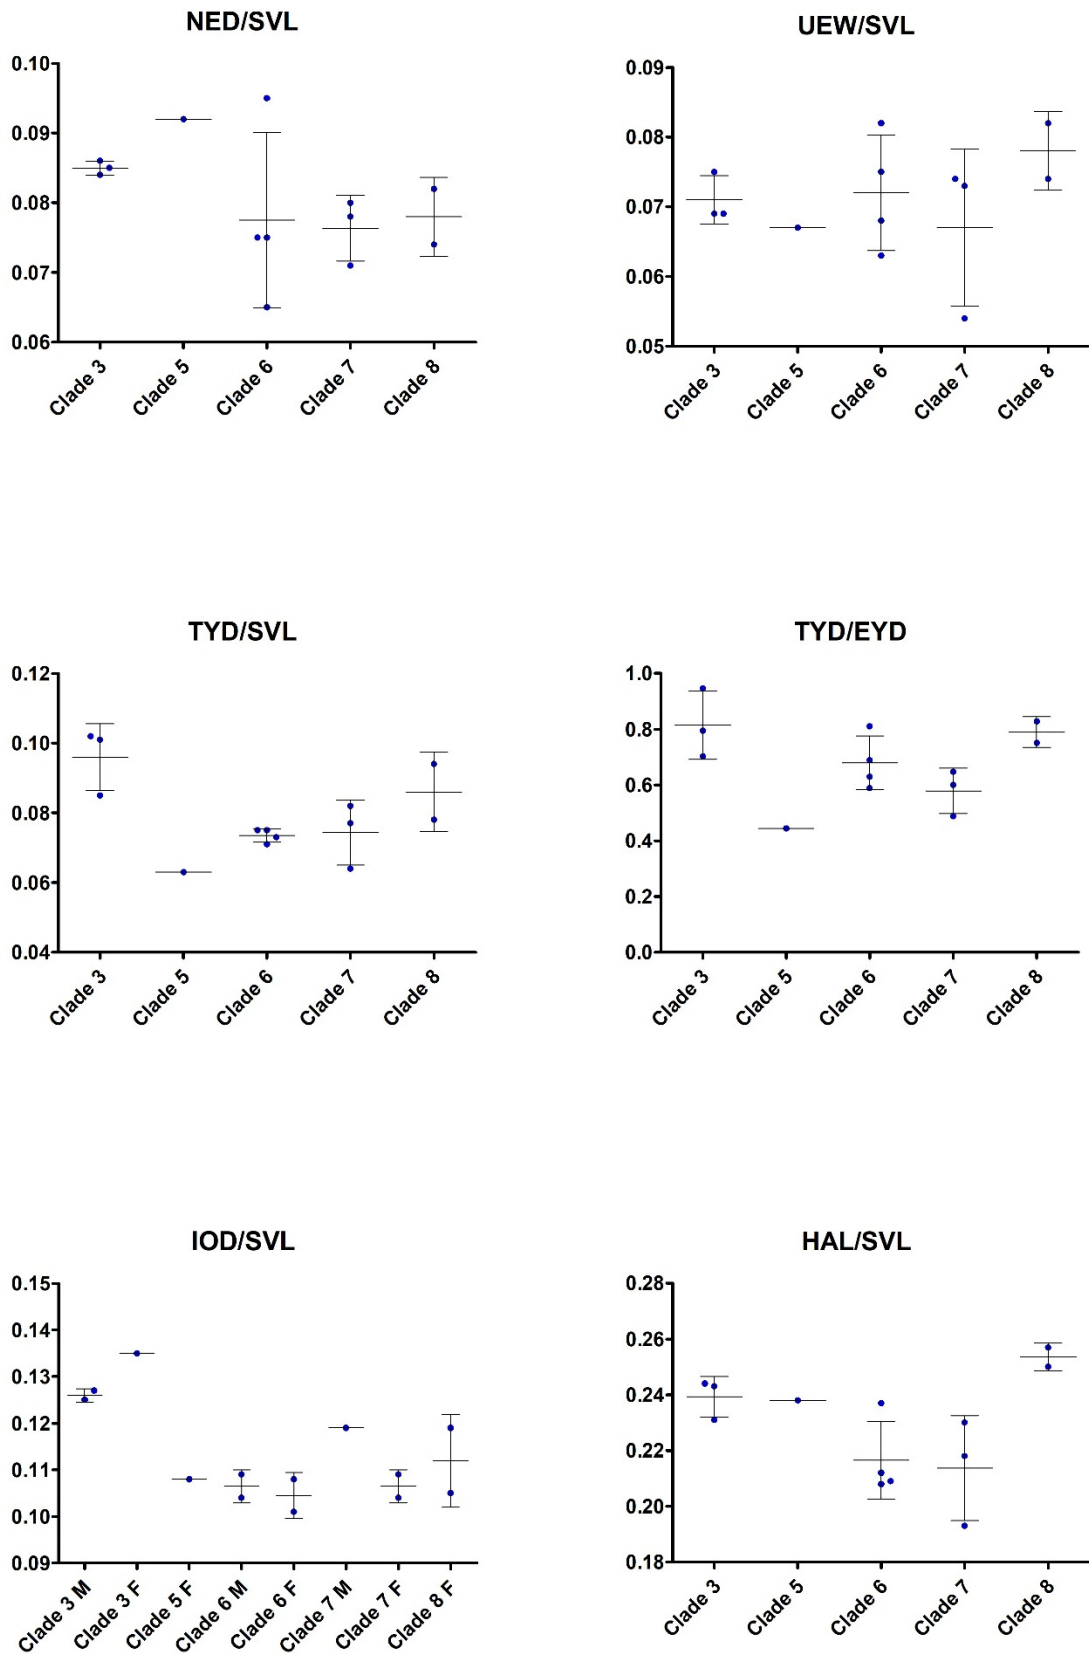 NED/SVL
0.10
0.09
0.08
0.07
0.06
Clade 3
Clade 5
Clade 6
Clade 7
Clade 8
UEW/SVL
0.09
0.08
0.07
0.06
0.05
Clade 3
Clade 5
Clade 6
Clade 7
Clade 8
TYD/SVL
0.12
0.10
0.08
0.06
0.04
Clade 3
Clade 5
Clade 6
Clade 7
Clade 8
TYD/EYD
1.0
0.8
0.6
0.4
0.2
0.0
Clade 3
Clade 5
Clade 6
Clade 7
Clade 8
IOD/SVL
0.15
0.14
0.13
0.12
0.11
0.10
0.09
Clade 3 M
Clade 3 F
Clade 5 F
Clade 6 M
Clade 6 F
Clade 7 M
Clade 7 F
Clade 8 F
HAL/SVL
0.28
0.26
0.24
0.22
0.20
0.18
Clade 3
Clade 5
Clade 6
Clade 7
Clade 8